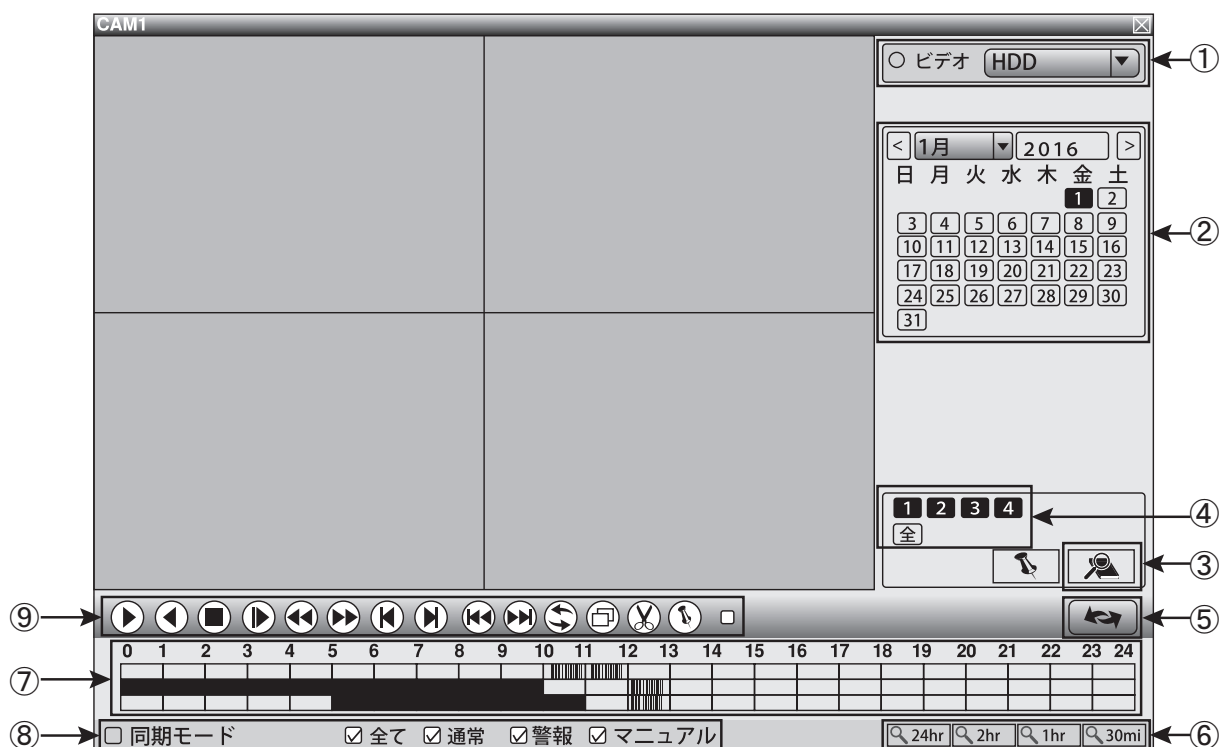 CAM1
ビデオ HDD
①
1月 2016
日 月 火 水 木 金 土
1 2
3 4 5 6 7 8 9
②
10 11 12 13 14 15 16
17 18 19 20 21 22 23
24 25 26 27 28 29 30
31
1 2 3 4
④
全
③
⑨
⑤
0 1 2 3 4 5 6 7 8 9 10 11 12 13 14 15 16 17 18 19 20 21 22 23 24
⑦
⑧ 同期モード 全て 通常 警報 マニュアル 24hr 2hr 1hr 30mi ⑥